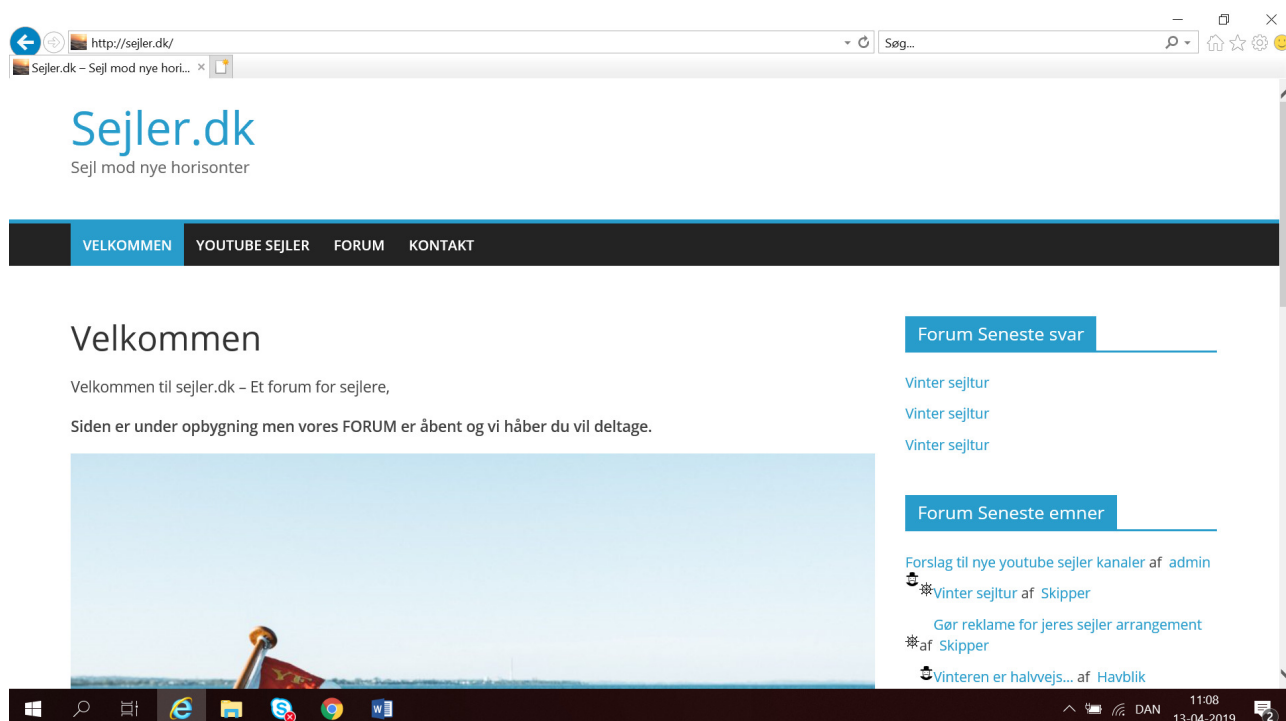 http://sejler.dk/
Søg...
Sejler.dk – Sejl mod nye hori...
Sejler.dk
Sejl mod nye horisonter
VELKOMMEN YOUTUBE SEJLER FORUM KONTAKT
Velkommen
Velkommen til sejler.dk – Et forum for sejlere,
Siden er under opbygning men vores FORUM er åbent og vi håber du vil deltage.
Forum Seneste svar
Vinter sejltur
Vinter sejltur
Vinter sejltur
Forum Seneste emner
Forslag til nye youtube sejler kanaler af admin
Vinter sejltur af Skipper
Gør reklame for jeres sejler arrangement
af Skipper
Vinteren er halvvejs... af Havblik
DAN
11:08
13-04-2019